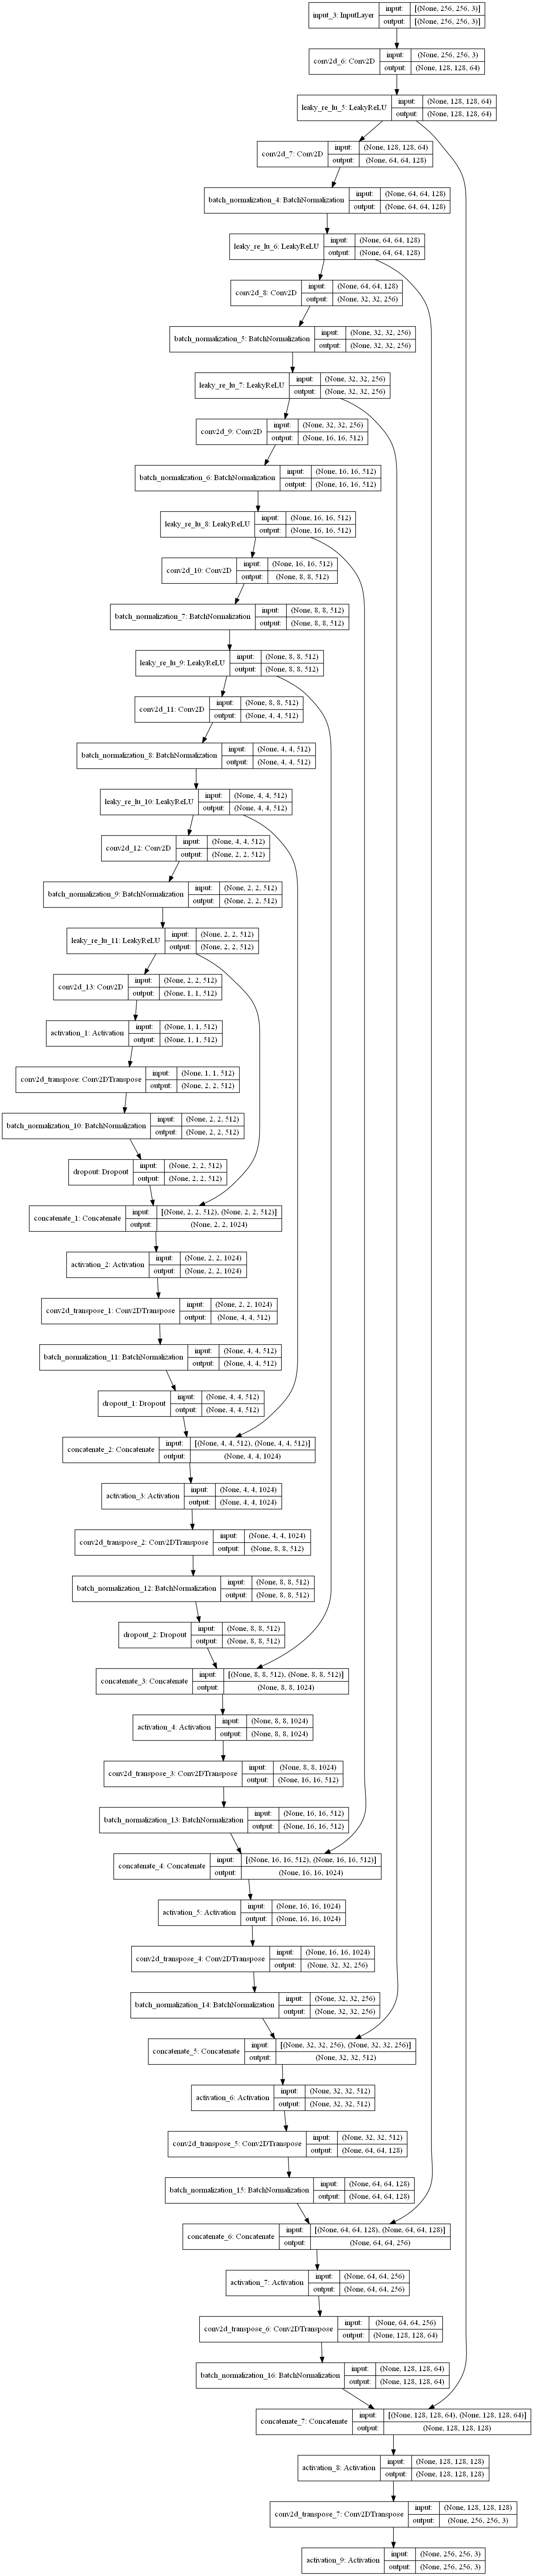 input_3: InputLayer
input: [(None, 256, 256, 3)]
output: [(None, 256, 256, 3)]
conv2d_6: Conv2D
input: (None, 256, 256, 3)
output: (None, 128, 128, 64)
leaky_re_lu_5: LeakyReLU
input: (None, 128, 128, 64)
output: (None, 128, 128, 64)
conv2d_7: Conv2D
input: (None, 128, 128, 64)
output: (None, 64, 64, 128)
batch_normalization_4: BatchNormalization
input: (None, 64, 64, 128)
output: (None, 64, 64, 128)
leaky_re_lu_6: LeakyReLU
input: (None, 64, 64, 128)
output: (None, 64, 64, 128)
conv2d_8: Conv2D
input: (None, 64, 64, 128)
output: (None, 32, 32, 256)
batch_normalization_5: BatchNormalization
input: (None, 32, 32, 256)
output: (None, 32, 32, 256)
leaky_re_lu_7: LeakyReLU
input: (None, 32, 32, 256)
output: (None, 32, 32, 256)
conv2d_9: Conv2D
input: (None, 32, 32, 256)
output: (None, 16, 16, 512)
batch_normalization_6: BatchNormalization
input: (None, 16, 16, 512)
output: (None, 16, 16, 512)
leaky_re_lu_8: LeakyReLU
input: (None, 16, 16, 512)
output: (None, 16, 16, 512)
conv2d_10: Conv2D
input: (None, 16, 16, 512)
output: (None, 8, 8, 512)
batch_normalization_7: BatchNormalization
input: (None, 8, 8, 512)
output: (None, 8, 8, 512)
leaky_re_lu_9: LeakyReLU
input: (None, 8, 8, 512)
output: (None, 8, 8, 512)
conv2d_11: Conv2D
input: (None, 8, 8, 512)
output: (None, 4, 4, 512)
batch_normalization_8: BatchNormalization
input: (None, 4, 4, 512)
output: (None, 4, 4, 512)
leaky_re_lu_10: LeakyReLU
input: (None, 4, 4, 512)
output: (None, 4, 4, 512)
conv2d_12: Conv2D
input: (None, 4, 4, 512)
output: (None, 2, 2, 512)
batch_normalization_9: BatchNormalization
input: (None, 2, 2, 512)
output: (None, 2, 2, 512)
leaky_re_lu_11: LeakyReLU
input: (None, 2, 2, 512)
output: (None, 2, 2, 512)
conv2d_13: Conv2D
input: (None, 2, 2, 512)
output: (None, 1, 1, 512)
activation_1: Activation
input: (None, 1, 1, 512)
output: (None, 1, 1, 512)
conv2d_transpose: Conv2DTranspose
input: (None, 1, 1, 512)
output: (None, 2, 2, 512)
batch_normalization_10: BatchNormalization
input: (None, 2, 2, 512)
output: (None, 2, 2, 512)
dropout: Dropout
input: (None, 2, 2, 512)
output: (None, 2, 2, 512)
concatenate_1: Concatenate
input: [(None, 2, 2, 512), (None, 2, 2, 512)]
output: (None, 2, 2, 1024)
activation_2: Activation
input: (None, 2, 2, 1024)
output: (None, 2, 2, 1024)
conv2d_transpose_1: Conv2DTranspose
input: (None, 2, 2, 1024)
output: (None, 4, 4, 512)
batch_normalization_11: BatchNormalization
input: (None, 4, 4, 512)
output: (None, 4, 4, 512)
dropout_1: Dropout
input: (None, 4, 4, 512)
output: (None, 4, 4, 512)
concatenate_2: Concatenate
input: [(None, 4, 4, 512), (None, 4, 4, 512)]
output: (None, 4, 4, 1024)
activation_3: Activation
input: (None, 4, 4, 1024)
output: (None, 4, 4, 1024)
conv2d_transpose_2: Conv2DTranspose
input: (None, 4, 4, 1024)
output: (None, 8, 8, 512)
batch_normalization_12: BatchNormalization
input: (None, 8, 8, 512)
output: (None, 8, 8, 512)
dropout_2: Dropout
input: (None, 8, 8, 512)
output: (None, 8, 8, 512)
concatenate_3: Concatenate
input: [(None, 8, 8, 512), (None, 8, 8, 512)]
output: (None, 8, 8, 1024)
activation_4: Activation
input: (None, 8, 8, 1024)
output: (None, 8, 8, 1024)
conv2d_transpose_3: Conv2DTranspose
input: (None, 8, 8, 1024)
output: (None, 16, 16, 512)
batch_normalization_13: BatchNormalization
input: (None, 16, 16, 512)
output: (None, 16, 16, 512)
concatenate_4: Concatenate
input: [(None, 16, 16, 512), (None, 16, 16, 512)]
output: (None, 16, 16, 1024)
activation_5: Activation
input: (None, 16, 16, 1024)
output: (None, 16, 16, 1024)
conv2d_transpose_4: Conv2DTranspose
input: (None, 16, 16, 1024)
output: (None, 32, 32, 256)
batch_normalization_14: BatchNormalization
input: (None, 32, 32, 256)
output: (None, 32, 32, 256)
concatenate_5: Concatenate
input: [(None, 32, 32, 256), (None, 32, 32, 256)]
output: (None, 32, 32, 512)
activation_6: Activation
input: (None, 32, 32, 512)
output: (None, 32, 32, 512)
conv2d_transpose_5: Conv2DTranspose
input: (None, 32, 32, 512)
output: (None, 64, 64, 128)
batch_normalization_15: BatchNormalization
input: (None, 64, 64, 128)
output: (None, 64, 64, 128)
concatenate_6: Concatenate
input: [(None, 64, 64, 128), (None, 64, 64, 128)]
output: (None, 64, 64, 256)
activation_7: Activation
input: (None, 64, 64, 256)
output: (None, 64, 64, 256)
conv2d_transpose_6: Conv2DTranspose
input: (None, 64, 64, 256)
output: (None, 128, 128, 64)
batch_normalization_16: BatchNormalization
input: (None, 128, 128, 64)
output: (None, 128, 128, 64)
concatenate_7: Concatenate
input: [(None, 128, 128, 64), (None, 128, 128, 64)]
output: (None, 128, 128, 128)
activation_8: Activation
input: (None, 128, 128, 128)
output: (None, 128, 128, 128)
conv2d_transpose_7: Conv2DTranspose
input: (None, 128, 128, 128)
output: (None, 256, 256, 3)
activation_9: Activation
input: (None, 256, 256, 3)
output: (None, 256, 256, 3)